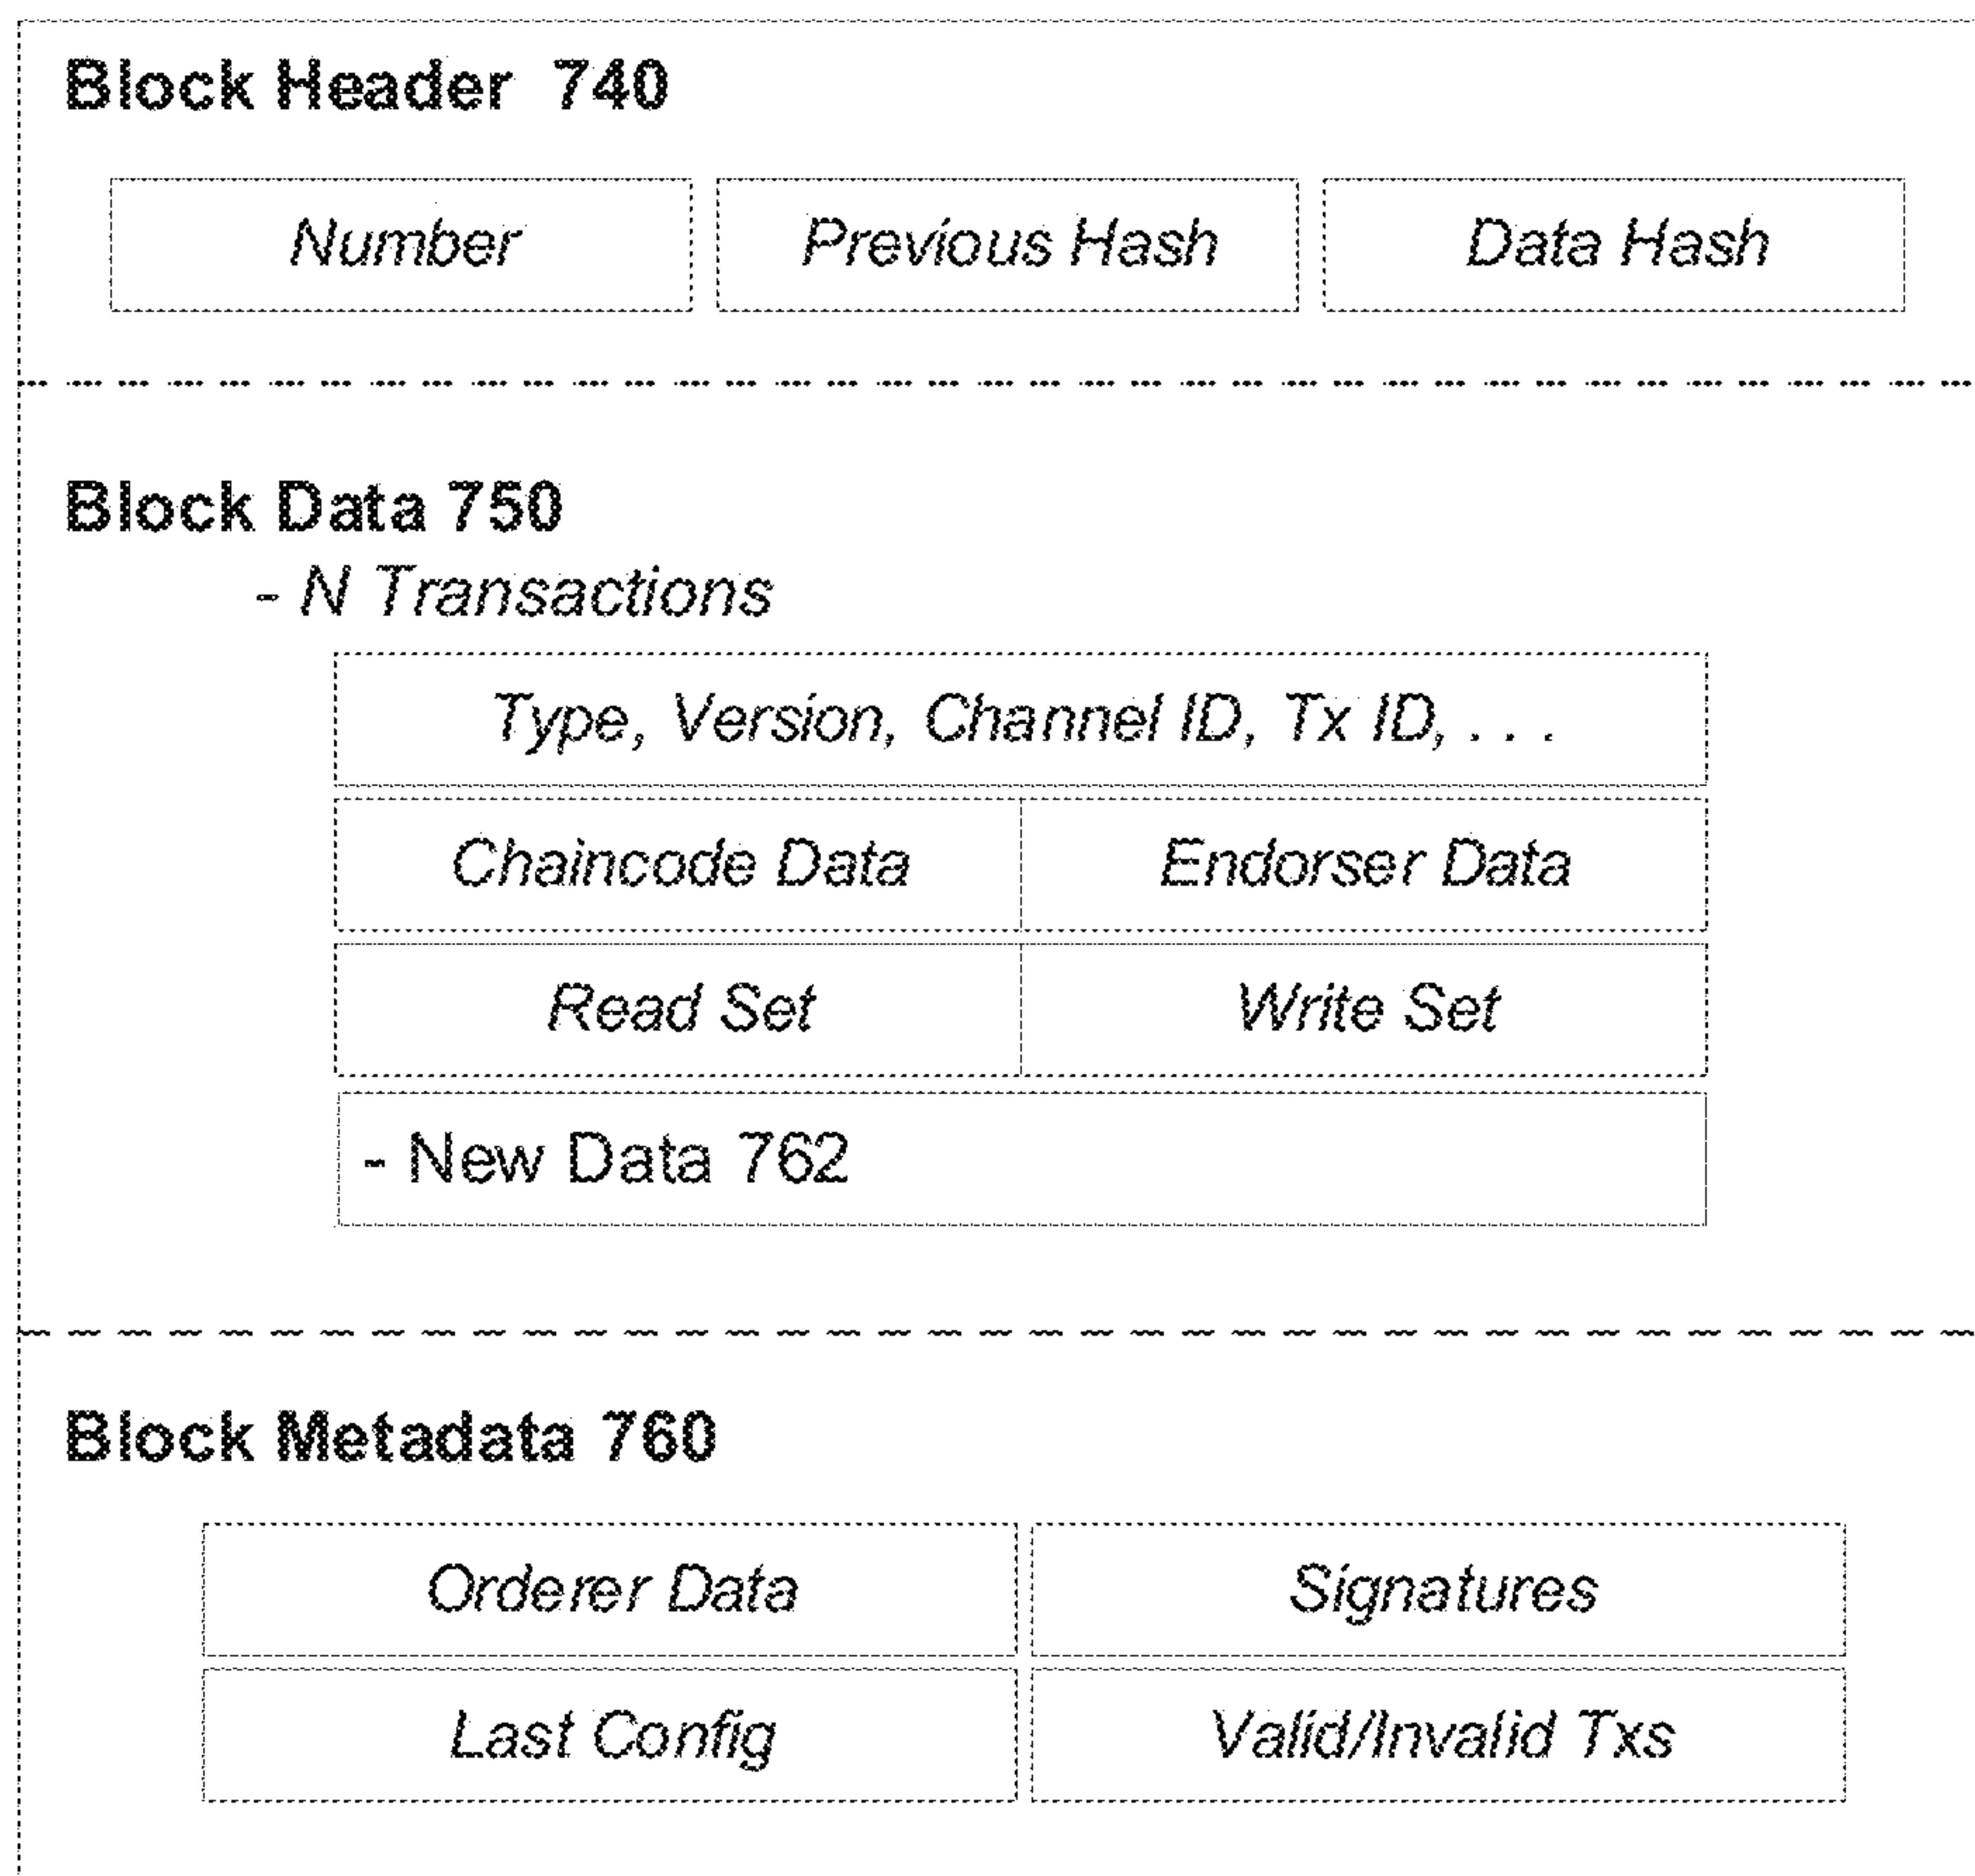 Block Header 740
Number Previous Hash Data Hash
Block Data 750
- N Transactions
Type, Version, Channel ID, Tx ID, . . .
Chaincode Data Endorser Data
Read Set Write Set
- New Data 762
Block Metadata 760
Orderer Data Signatures
Last Config Valid/Invalid Txs